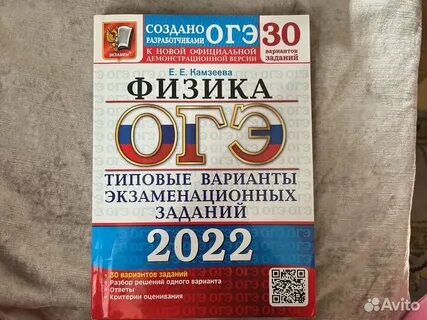 СОЗДАНО
РАЗРАБОТЧИКАМИ ОГЭ
К НОВОЙ ОФИЦИАЛЬНОЙ
ДЕМОНСТРАЦИОННОЙ ВЕРСИИ
30
вариантов
заданий
ЭКЗАМЕН
Е. Е. Камзеева
ФИЗИКА
ОГЭ
ТИПОВЫЕ ВАРИАНТЫ
ЭКЗАМЕНАЦИОННЫХ
ЗАДАНИЙ
2022
• 30 вариантов заданий
• Разбор решений одного варианта
• Ответы
• Критерии оценивания
Avito